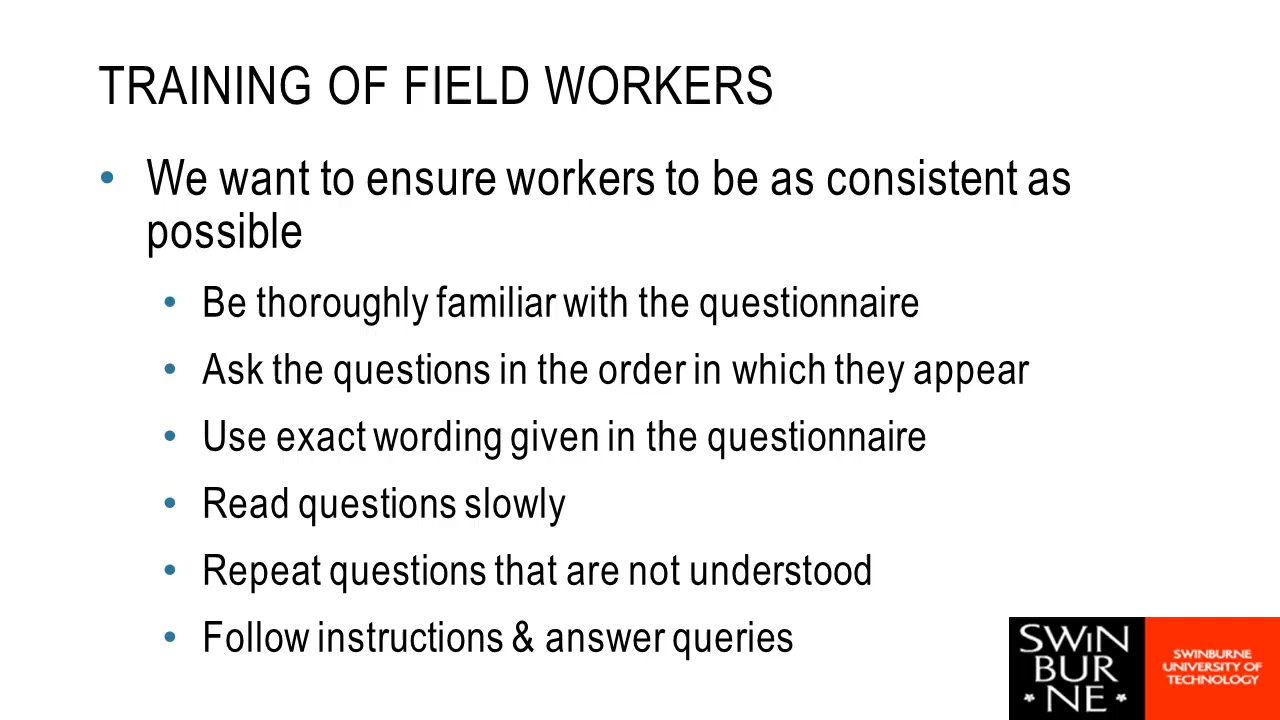 TRAINING OF FIELD WORKERS
• We want to ensure workers to be as consistent as
possible
• Be thoroughly familiar with the questionnaire
• Ask the questions in the order in which they appear
• Use exact wording given in the questionnaire
• Read questions slowly
• Repeat questions that are not understood
• Follow instructions & answer queries
SWiN
BUR
* NE *
SWINBURNE
UNIVERSITY OF
TECHNOLOGY